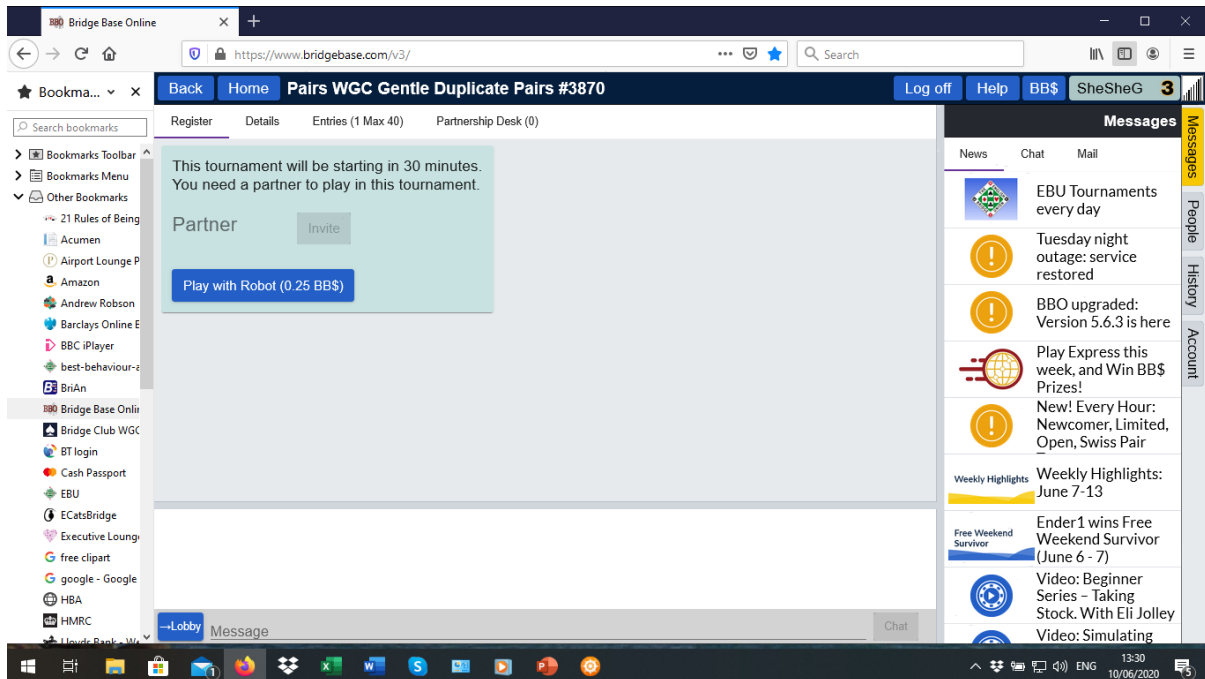 BBO Bridge Base Online
https://www.bridgebase.com/v3/
Search
Bookma...
Back
Home
Pairs WGC Gentle Duplicate Pairs #3870
Log off
Help
BB$
SheSheG 3
Search bookmarks
Bookmarks Toolbar
Bookmarks Menu
Other Bookmarks
21 Rules of Being
Acumen
Airport Lounge P
Amazon
Andrew Robson
Barclays Online E
BBC iPlayer
best-behaviour-a
BriAn
BBO Bridge Base Onlin
Bridge Club WGC
BT login
Cash Passport
EBU
ECatsBridge
Executive Loung
free clipart
google - Google
HBA
HMRC
Lloyds Bank - We
Register
Details
Entries (1 Max 40)
Partnership Desk (0)
This tournament will be starting in 30 minutes.
You need a partner to play in this tournament.
Partner
Invite
Play with Robot (0.25 BB$)
→Lobby
Message
Chat
Messages
News
Chat
Mail
EBU Tournaments
every day
Tuesday night
outage: service
restored
BBO upgraded:
Version 5.6.3 is here
Play Express this
week, and Win BB$
Prizes!
New! Every Hour:
Newcomer, Limited,
Open, Swiss Pair
Weekly Highlights
Weekly Highlights:
June 7-13
Free Weekend
Survivor
Ender1 wins Free
Weekend Survivor
(June 6 - 7)
Video: Beginner
Series – Taking
Stock. With Eli Jolley
Video: Simulating
Messages
People
History
Account
ENG
13:30
10/06/2020